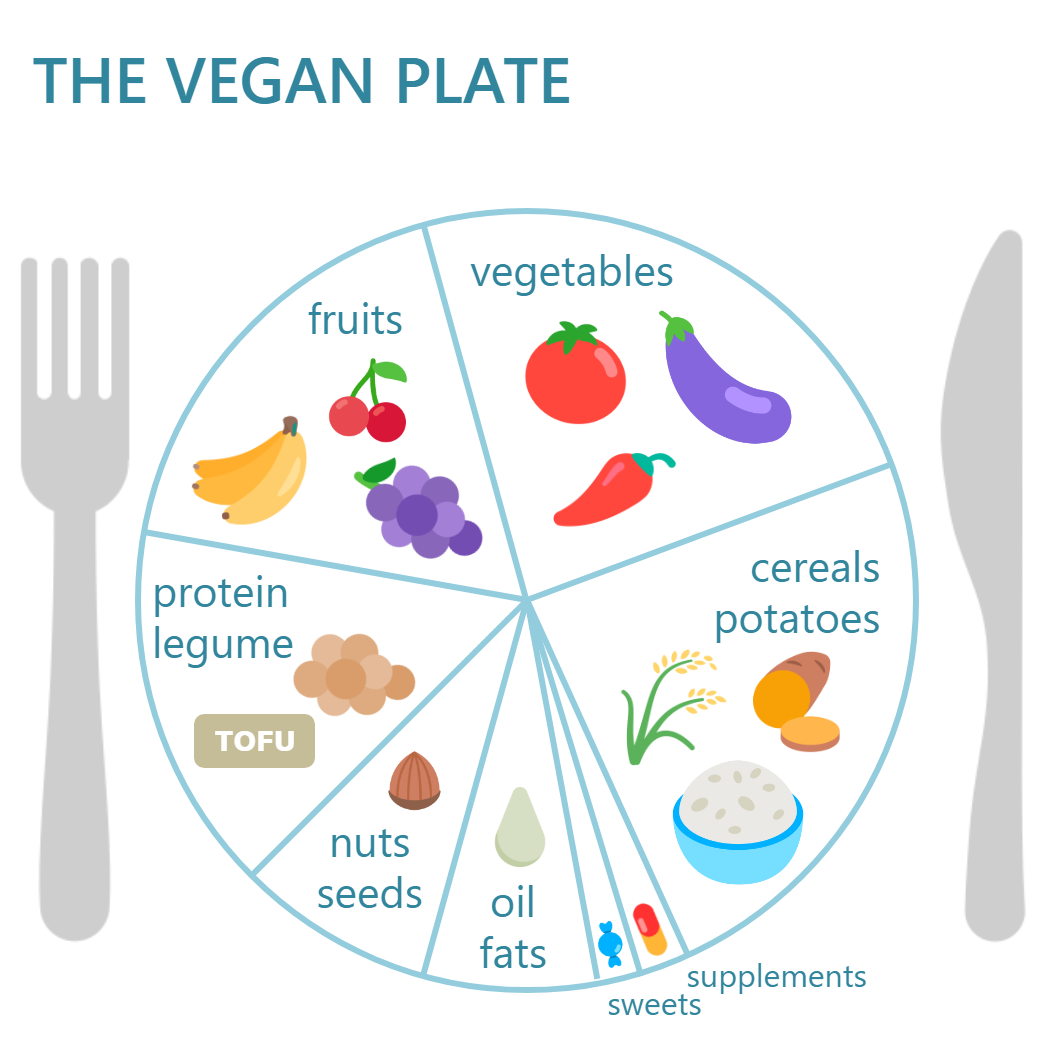 THE VEGAN PLATE
vegetables
fruits
cereals
potatoes
protein
legume
TOFU
nuts
seeds
oil
fats
supplements
sweets